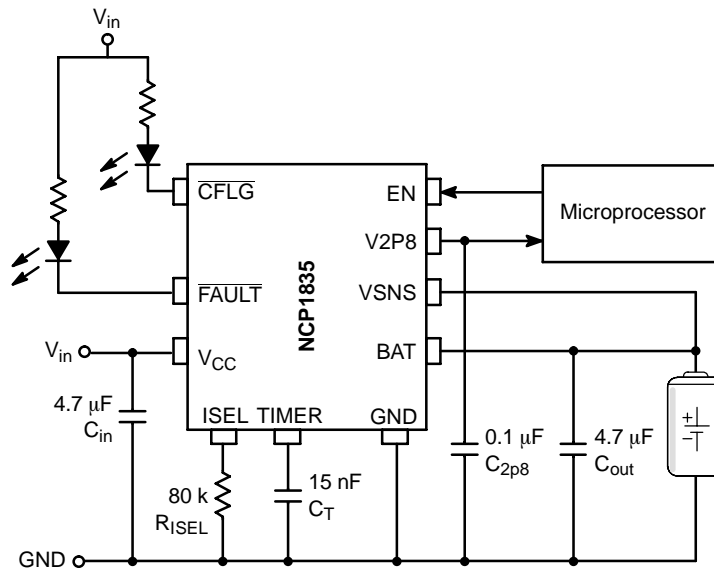 Vin
CFLG
EN
Microprocessor
V2P8
FAULT
VSNS
NCP1835
Vin
VCC
BAT
ISEL TIMER GND
4.7 µF
Cin
80 k
RISEL
15 nF
CT
0.1 µF
C2p8
4.7 µF
Cout
+
−
GND